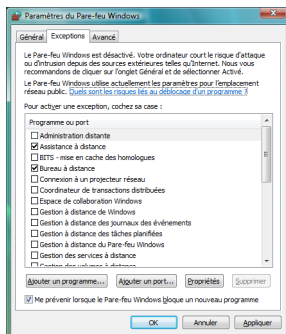 Paramètres du Pare-feu Windows
Général Exceptions Avancé
Le Pare-feu Windows est désactivé. Votre ordinateur court le risque d'attaque
ou d'intrusion depuis des sources extérieures telles qu'Internet. Nous vous
recommandons de cliquer sur l'onglet Général et de sélectionner Activé.
Le Pare-feu Windows utilise actuellement les paramètres pour l'emplacement
réseau public. Quels sont les risques liés au déblocage d'un programme ?
Pour activer une exception, cochez sa case :
Programme ou port
Administration distante
Assistance à distance
BITS - mise en cache des homologues
Bureau à distance
Connexion à un projecteur réseau
Coordinateur de transactions distribuées
Espace de collaboration Windows
Gestion à distance de Windows
Gestion à distance des journaux des événements
Gestion à distance des tâches planifiées
Gestion à distance du Pare-feu Windows
Gestion des services à distance
Gestion des volumes à distance
Ajouter un programme... Ajouter un port... Propriétés Supprimer
Me prévenir lorsque le Pare-feu Windows bloque un nouveau programme
OK Annuler Appliquer